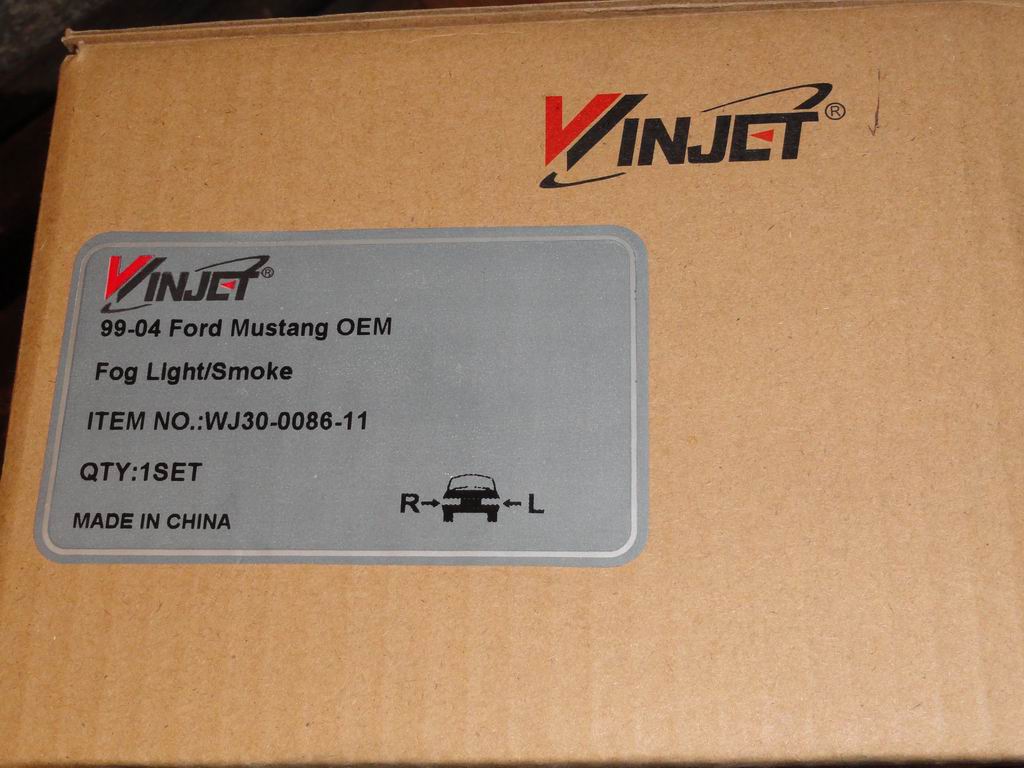 VINJET®
VINJET®
99-04 Ford Mustang OEM
Fog Light/Smoke
ITEM NO.:WJ30-0086-11
QTY:1SET
R L
MADE IN CHINA